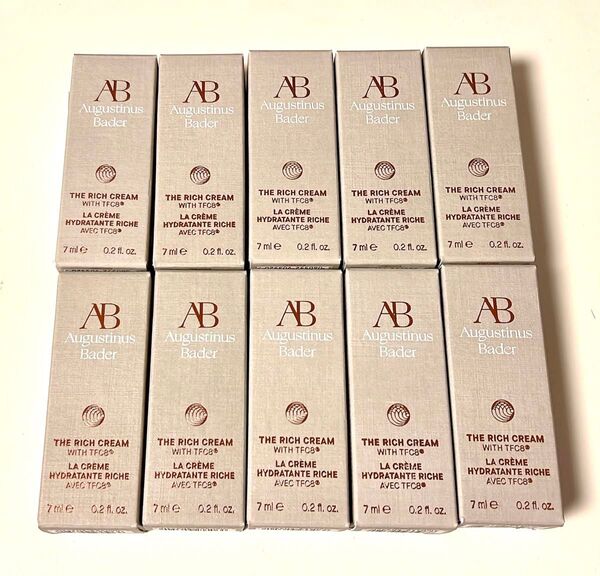 AB
Augustinus
Bader
THE RICH CREAM
WITH TFC8®
LA CRÈME
HYDRATANTE RICHE
AVEC TFC8®
7 ml e 0.2 fl. oz.
AB
Augustinus
Bader
THE RICH CREAM
WITH TFC8®
LA CRÈME
HYDRATANTE RICHE
AVEC TFC8®
7 ml e 0.2 fl. oz.
AB
Augustinus
Bader
THE RICH CREAM
WITH TFC8®
LA CRÈME
HYDRATANTE RICHE
AVEC TFC8®
7 ml e 0.2 fl. oz.
AB
Augustinus
Bader
THE RICH CREAM
WITH TFC8®
LA CRÈME
HYDRATANTE RICHE
AVEC TFC8®
7 ml e 0.2 fl. oz.
AB
Augustinus
Bader
THE RICH CREAM
WITH TFC8®
LA CRÈME
HYDRATANTE RICHE
AVEC TFC8®
7 ml e 0.2 fl. oz.
AB
Augustinus
Bader
THE RICH CREAM
WITH TFC8®
LA CRÈME
HYDRATANTE RICHE
AVEC TFC8®
7 ml e 0.2 fl. oz.
AB
Augustinus
Bader
THE RICH CREAM
WITH TFC8®
LA CRÈME
HYDRATANTE RICHE
AVEC TFC8®
7 ml e 0.2 fl. oz.
AB
Augustinus
Bader
THE RICH CREAM
WITH TFC8®
LA CRÈME
HYDRATANTE RICHE
AVEC TFC8®
7 ml e 0.2 fl. oz.
AB
Augustinus
Bader
THE RICH CREAM
WITH TFC8®
LA CRÈME
HYDRATANTE RICHE
AVEC TFC8®
7 ml e 0.2 fl. oz.
AB
Augustinus
Bader
THE RICH CREAM
WITH TFC8®
LA CRÈME
HYDRATANTE RICHE
AVEC TFC8®
7 ml e 0.2 fl. oz.